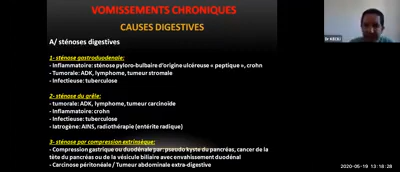 VOMISSEMENTS CHRONIQUES
CAUSES DIGESTIVES
A/ sténoses digestives
1- sténose gastroduodenale:
- Inflammatoire: sténose pyloro-bulbaire d'origine ulcéreuse « peptique », crohn
- Tumorale: ADK, lymphome, tumeur stromale
- Infectieuse: tuberculose
2- sténose du grêle:
- tumorale: ADK, lymphome, tumeur carcinoïde
- Inflammatoire: crohn
- Infectieuse: tuberculose
- Iatrogène: AINS, radiothérapie (entérite radique)
3- sténose par compression extrinsèque:
- Compression gastrique ou duodénale par: pseudo kyste du pancréas, cancer de la
tête du pancréas ou de la vésicule biliaire avec envahissement duodénal
- Carcinose péritonéale / Tumeur abdominale extra-digestive
2020-05-19 13:18:28